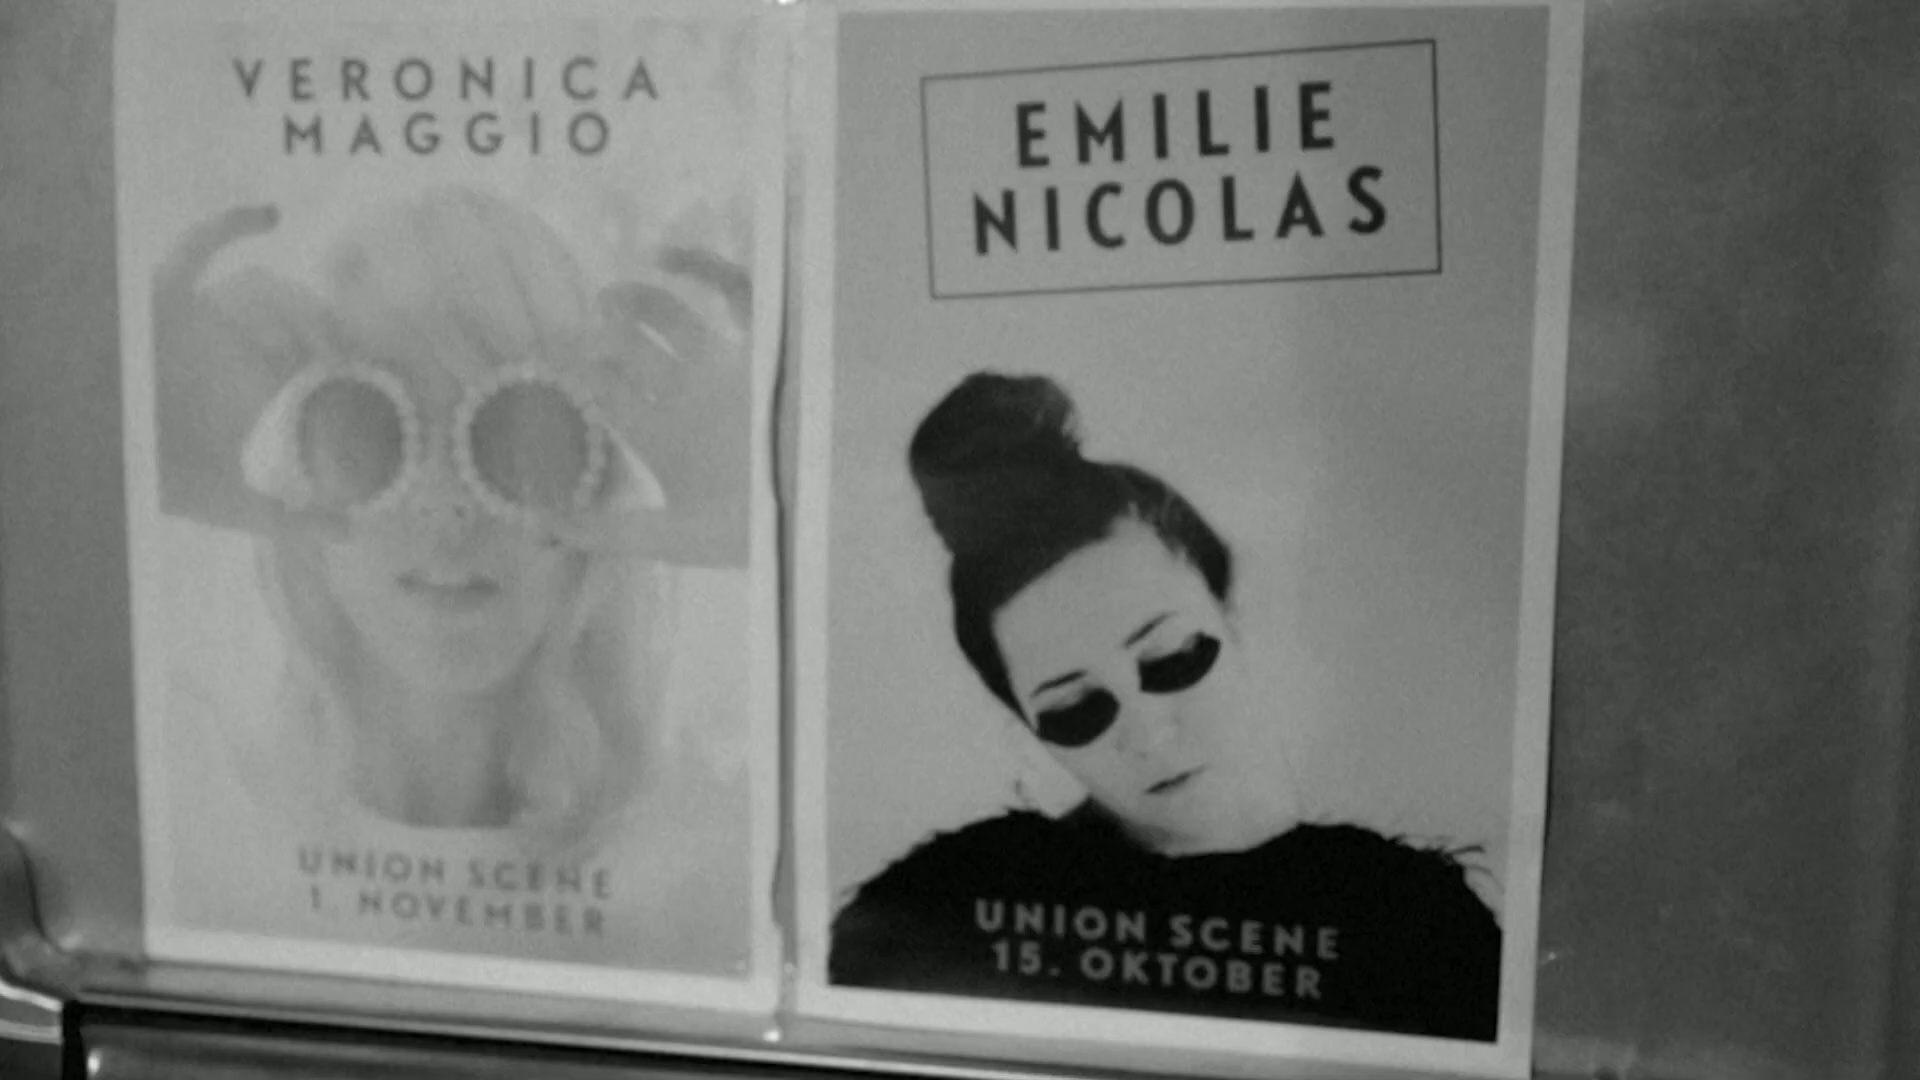 VERONICA
MAGGIO
UNION SCENE
1. NOVEMBER
EMILIE
NICOLAS
UNION SCENE
15. OKTOBER